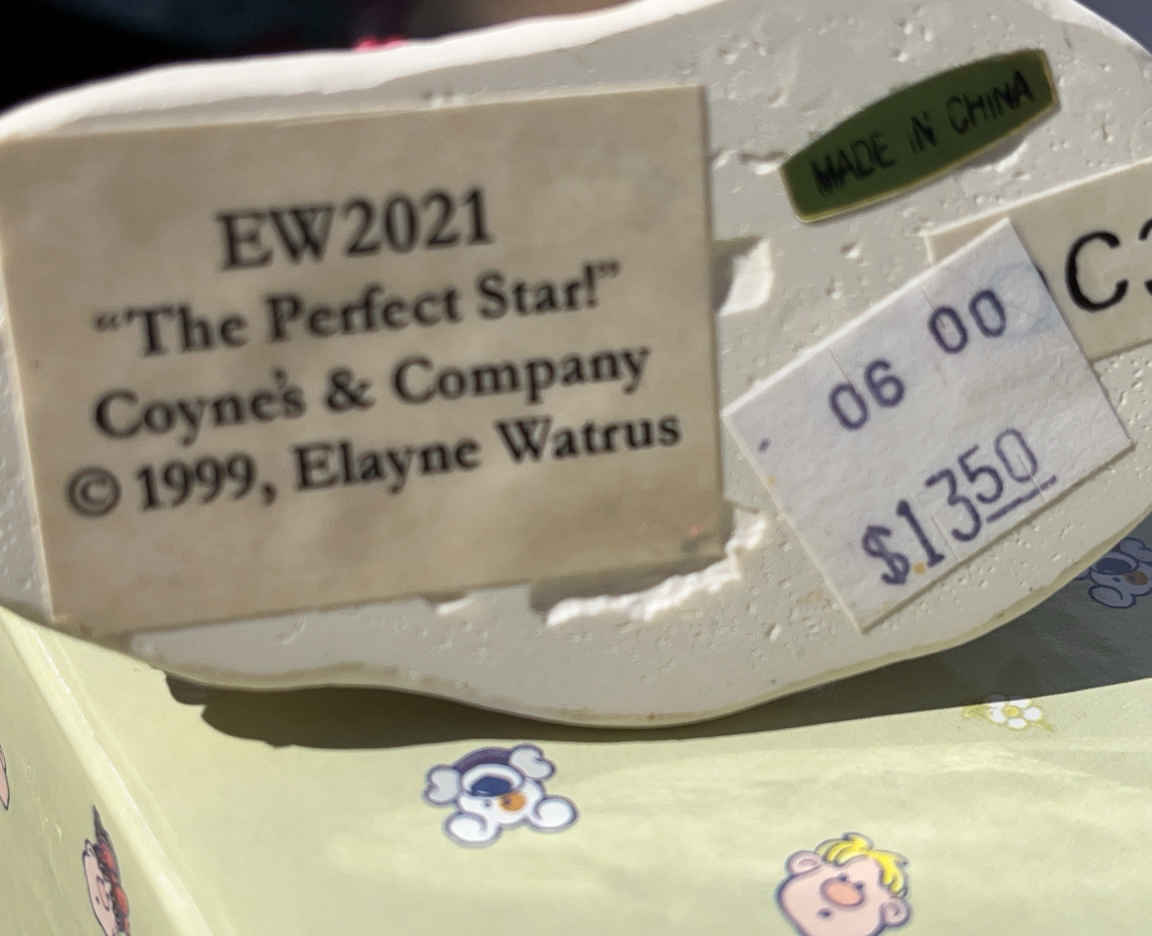 EW2021
“The Perfect Star!”
Coyne's & Company
© 1999, Elayne Watrus
MADE IN CHINA
06 00
$1350